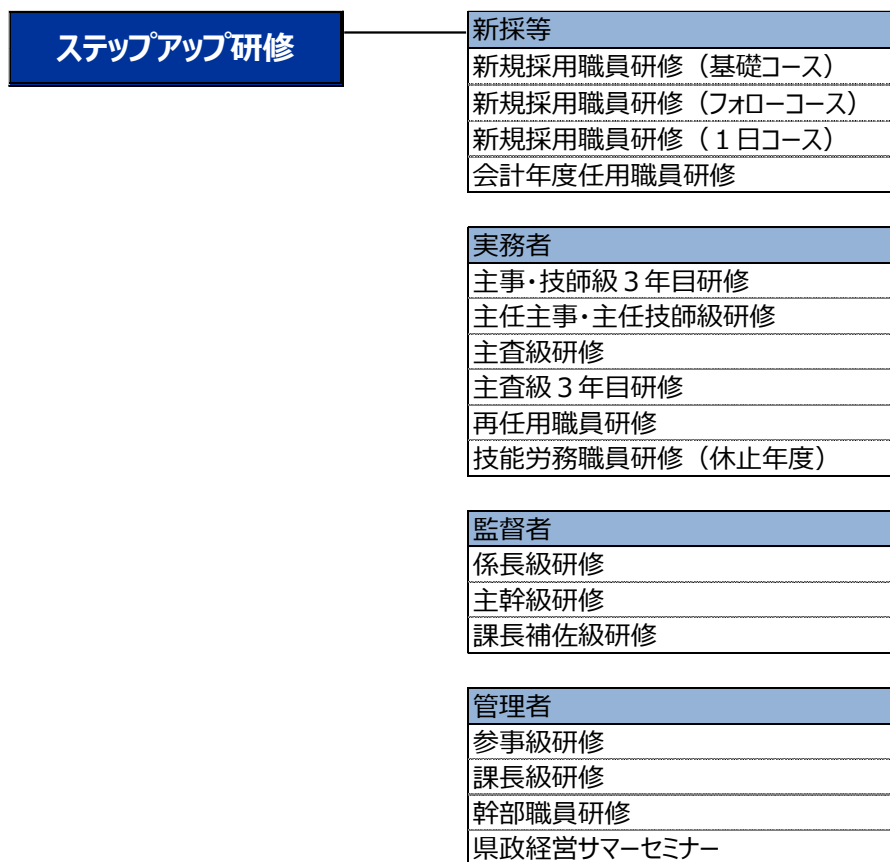 ステップアップ研修
新採等
新規採用職員研修（基礎コース）
新規採用職員研修（フォローコース）
新規採用職員研修（１日コース）
会計年度任用職員研修
実務者
主事・技師級３年目研修
主任主事・主任技師級研修
主査級研修
主査級３年目研修
再任用職員研修
技能労務職員研修（休止年度）
監督者
係長級研修
主幹級研修
課長補佐級研修
管理者
参事級研修
課長級研修
幹部職員研修
県政経営サマーセミナー